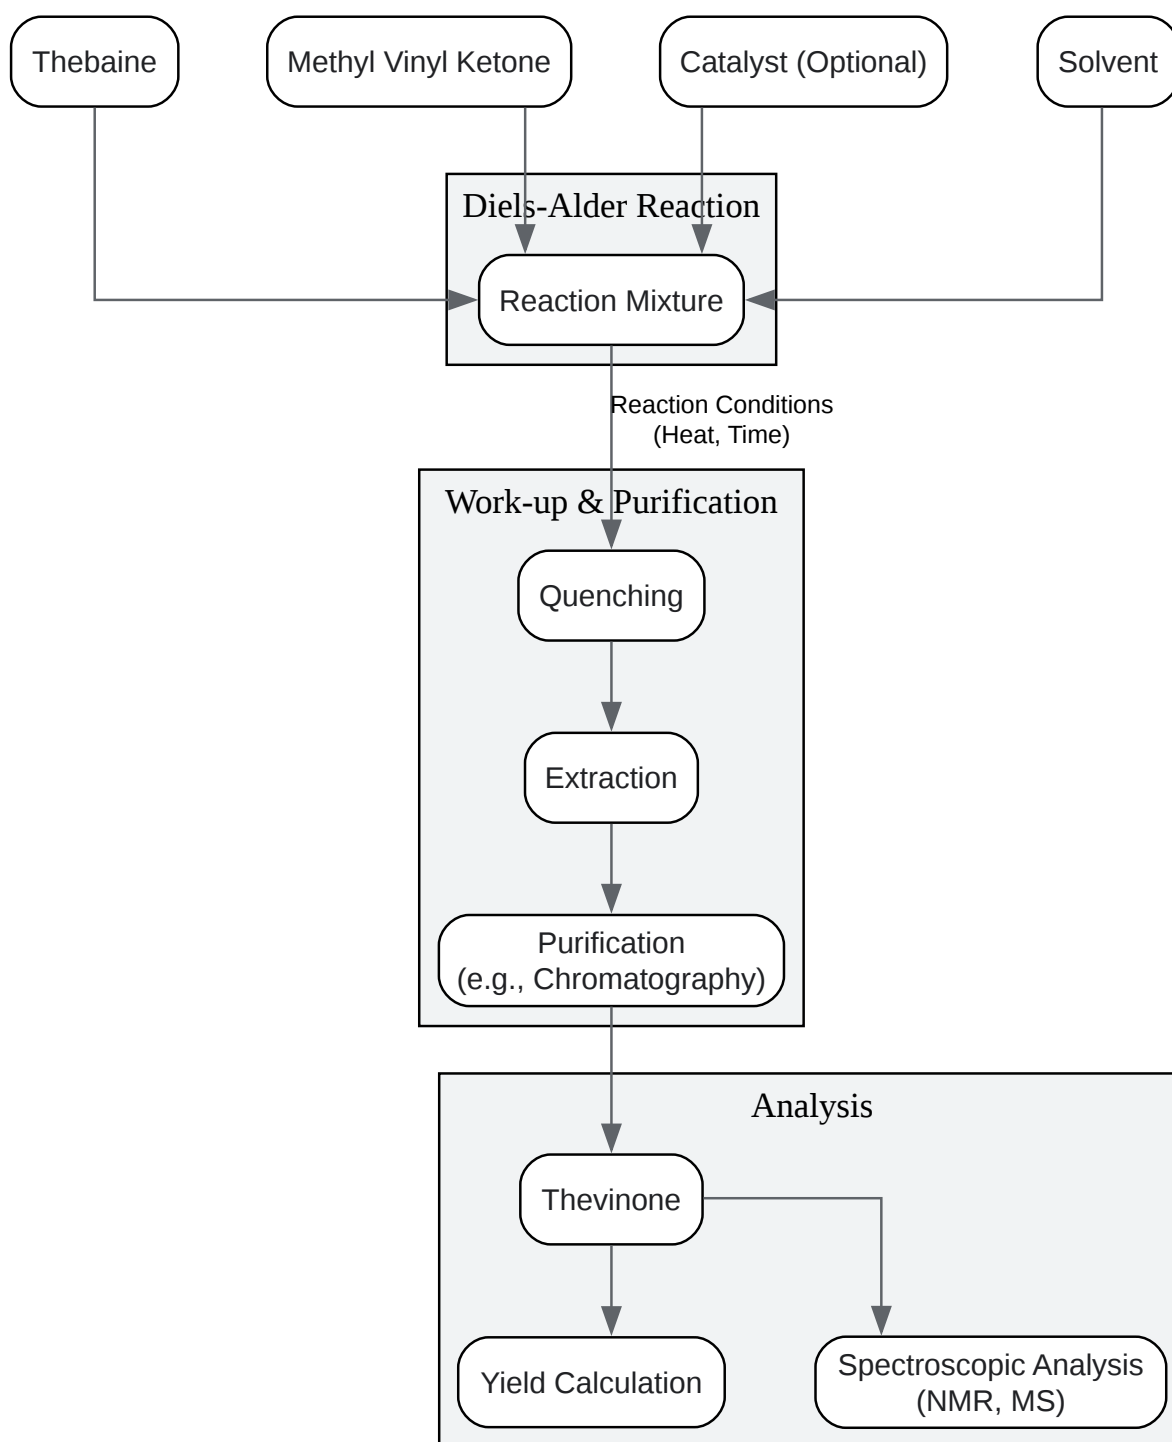 Thebaine
Methyl Vinyl Ketone
Catalyst (Optional)
Solvent
Diels-Alder Reaction
Reaction Mixture
Reaction Conditions
(Heat, Time)
Work-up & Purification
Quenching
Extraction
Purification
(e.g., Chromatography)
Analysis
Thevinone
Yield Calculation
Spectroscopic Analysis
(NMR, MS)